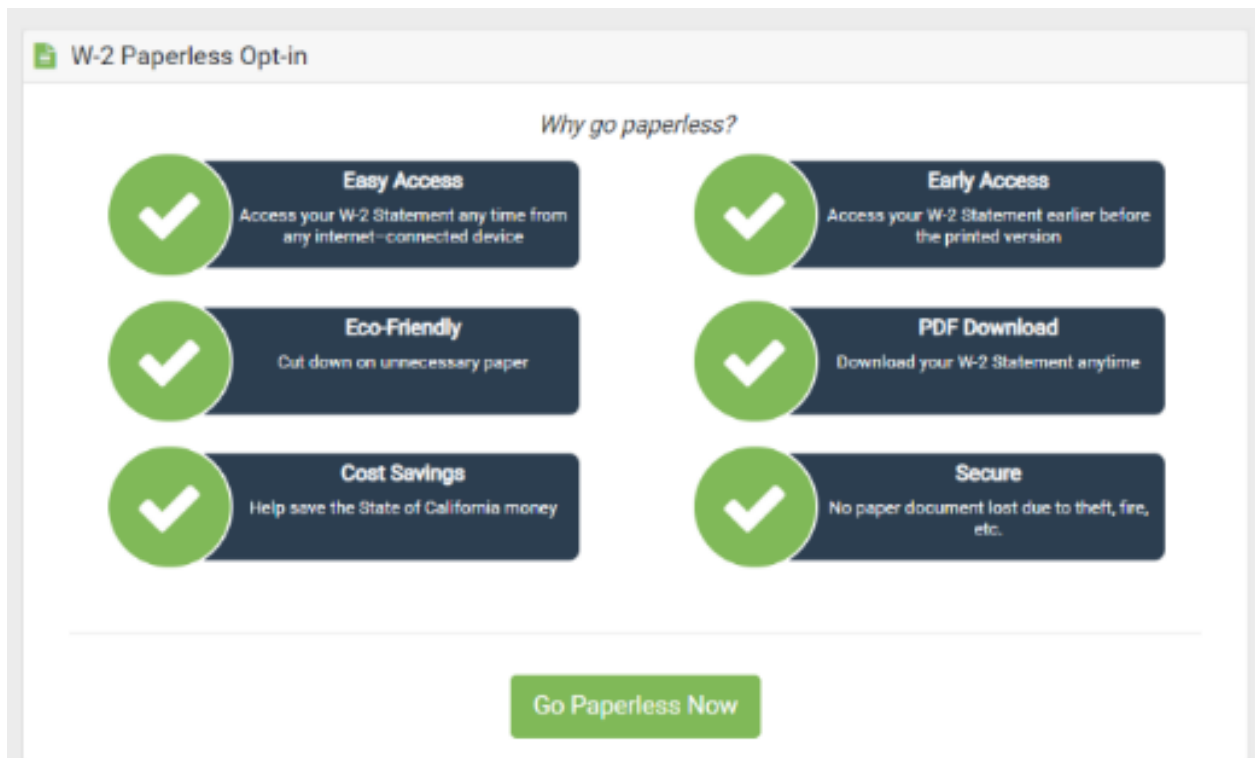 W-2 Paperless Opt-in
Why go paperless?
Easy Access
Access your W-2 Statement any time from
any internet-connected device
Early Access
Access your W-2 Statement earlier before
the printed version
Eco-Friendly
Cut down on unnecessary paper
PDF Download
Download your W-2 Statement anytime
Cost Savings
Help save the State of California money
Secure
No paper document lost due to theft, fire,
etc.
Go Paperless Now